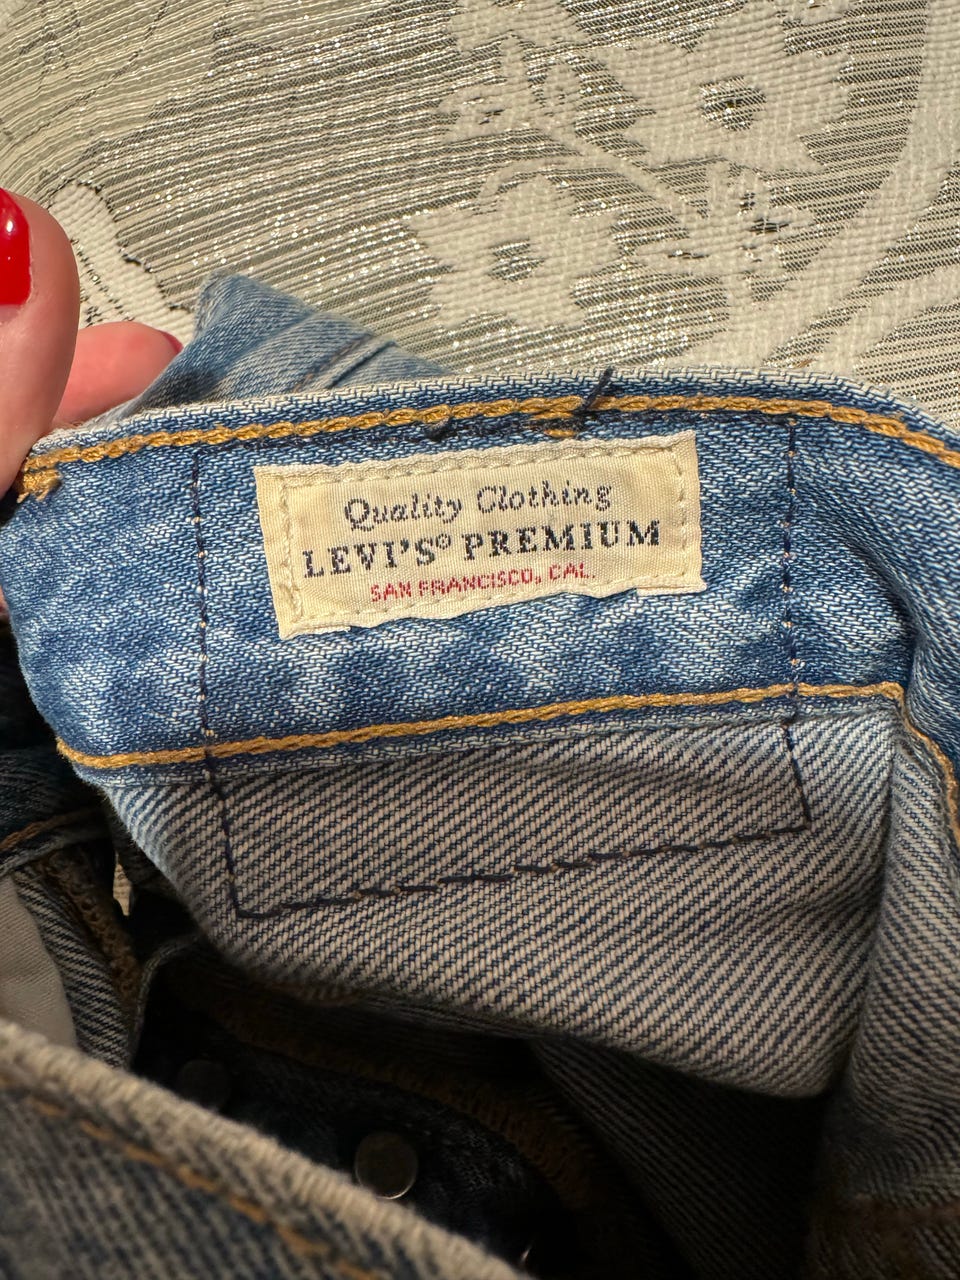 Quality Clothing
LEVI'S® PREMIUM
SAN FRANCISCO, CAL.